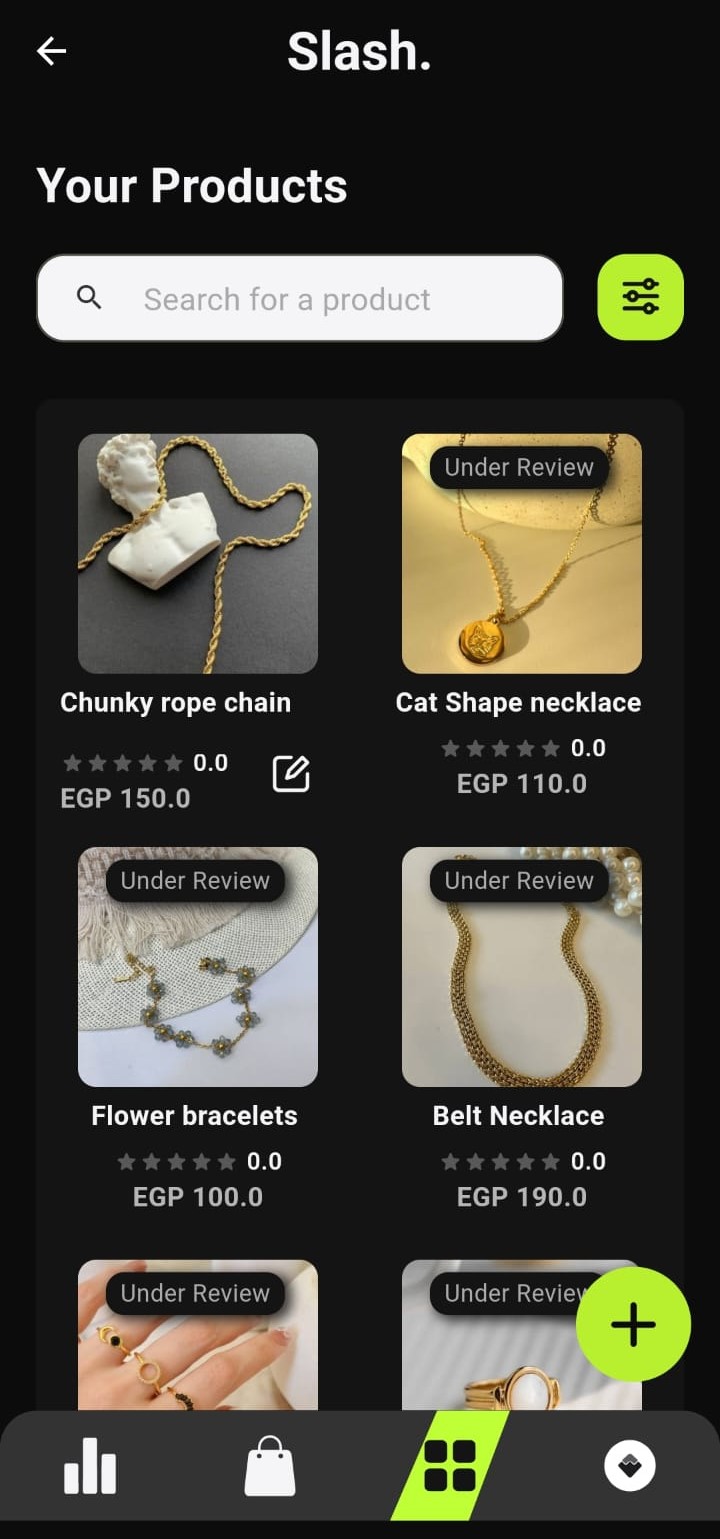 Slash.
Your Products
Search for a product
Under Review
Chunky rope chain
Cat Shape necklace
0.0
EGP 150.0
0.0
EGP 110.0
Under Review
Under Review
Flower bracelets
Belt Necklace
0.0
0.0
EGP 100.0
EGP 190.0
Under Review
Under Review